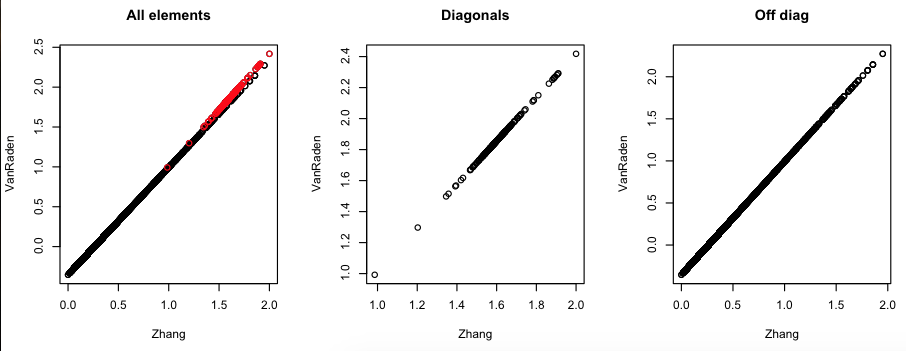 All elements
Diagonals
Off diag
VanRaden
0.0 0.5 1.0 1.5 2.0 2.5
0.0 0.5 1.0 1.5 2.0
Zhang
VanRaden
1.0 1.2 1.4 1.6 1.8 2.0 2.2 2.4
1.0 1.2 1.4 1.6 1.8 2.0
Zhang
VanRaden
0.0 0.5 1.0 1.5 2.0
0.0 0.5 1.0 1.5 2.0
Zhang